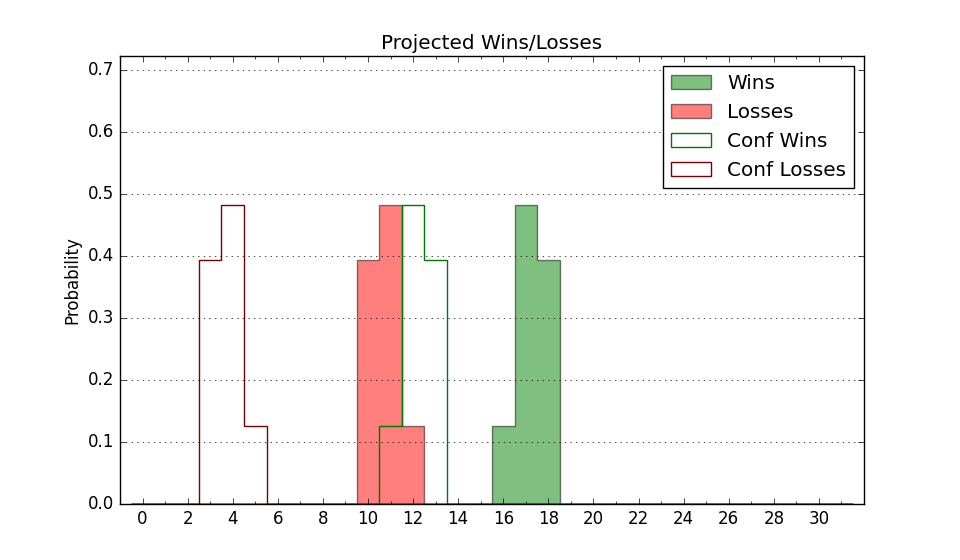 Projected Wins/Losses
Wins
Losses
Conf Wins
Conf Losses
Probability
0.7
0.6
0.5
0.4
0.3
0.2
0.1
0.0
0 2 4 6 8 10 12 14 16 18 20 22 24 26 28 30